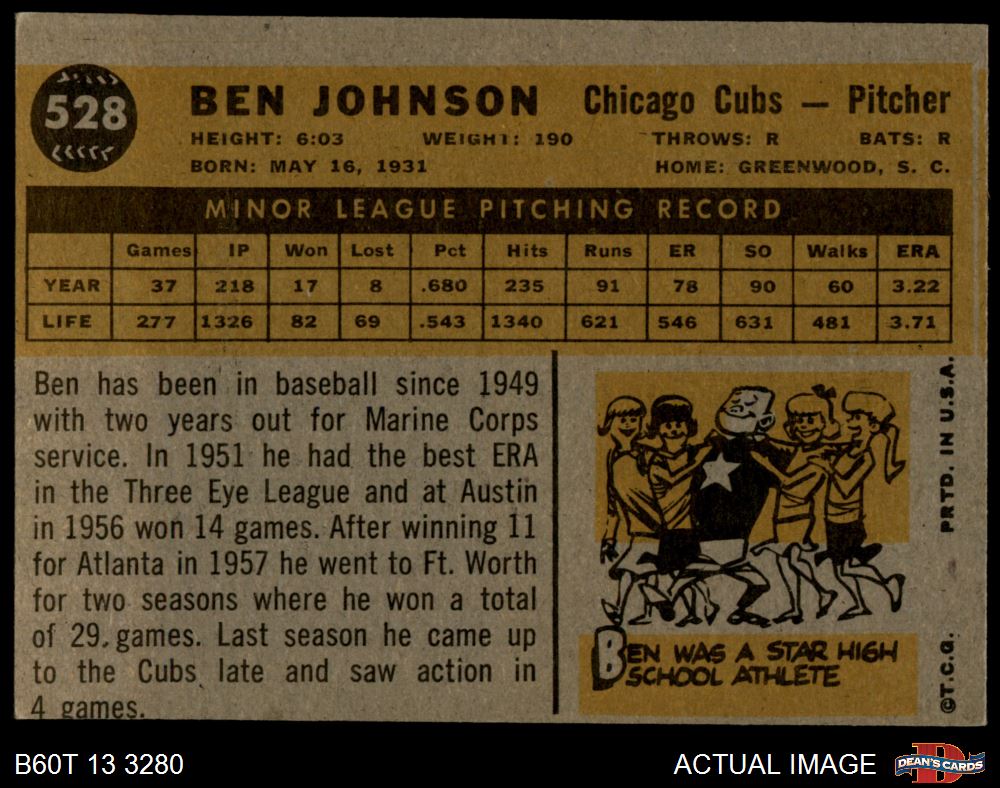 528
BEN JOHNSON Chicago Cubs — Pitcher
HEIGHT: 6:03 WEIGHT: 190 THROWS: R BATS: R
BORN: MAY 16, 1931 HOME: GREENWOOD, S. C.
MINOR LEAGUE PITCHING RECORD
Games IP Won Lost Pct Hits Runs ER SO Walks ERA
YEAR 37 218 17 8 .680 235 91 78 90 60 3.22
LIFE 277 1326 82 69 .543 1340 621 546 631 481 3.71
Ben has been in baseball since 1949
with two years out for Marine Corps
service. In 1951 he had the best ERA
in the Three Eye League and at Austin
in 1956 won 14 games. After winning 11
for Atlanta in 1957 he went to Ft. Worth
for two seasons where he won a total
of 29. games. Last season he came up
to the Cubs late and saw action in
4 games.
BEN WAS A STAR HIGH
SCHOOL ATHLETE
©T.C.G. PRTD. IN U.S.A.
B60T 13 3280
ACTUAL IMAGE
DEAN'S CARDS